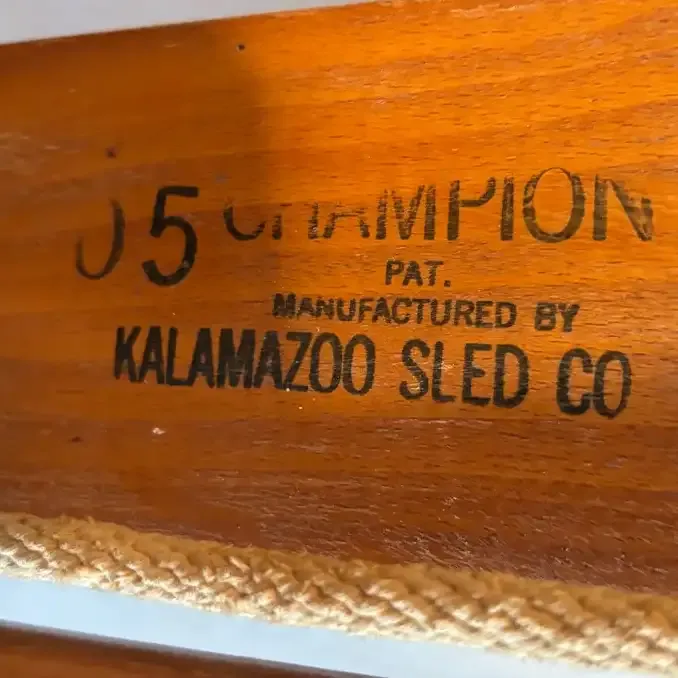 5 CHAMPION
PAT.
MANUFACTURED BY
KALAMAZOO SLED CO